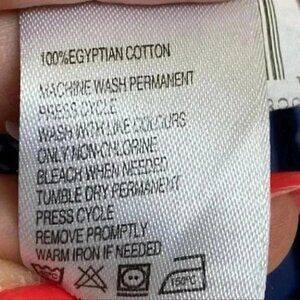 100%EGYPTIAN COTTON
MACHINE WASH PERMANENT
PRESS CYCLE
WASH WITH LIKE COLOURS
ONLY NON-CHLORINE
BLEACH WHEN NEEDED
TUMBLE DRY PERMANENT
PRESS CYCLE
REMOVE PROMPTLY
WARM IRON IF NEEDED
150°C